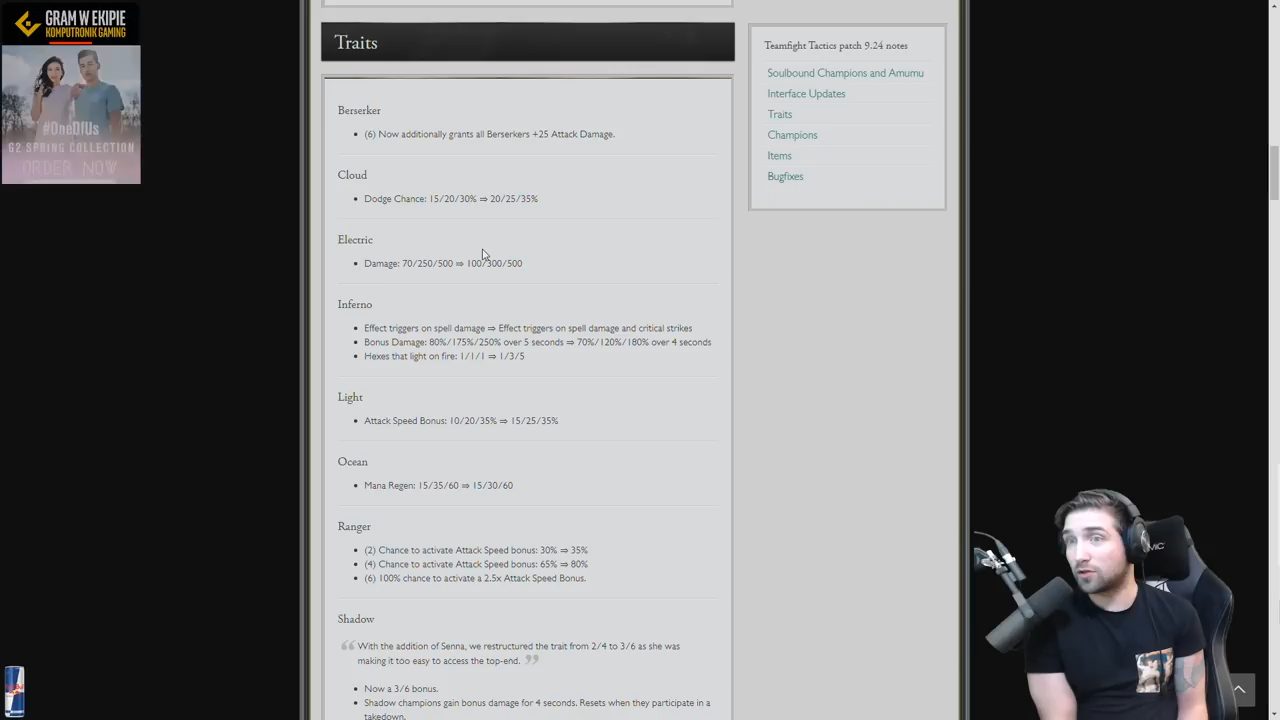 GRAM W EKIPIE
KOMPUTRONIK GAMING
#OneOfUs
G2 SPRING COLLECTION
ORDER NOW
Traits
Berserker
• (6) Now additionally grants all Berserkers +25 Attack Damage.
Cloud
• Dodge Chance: 15/20/30% ⇒ 20/25/35%
Electric
• Damage: 70/250/500 ⇒ 100/300/500
Inferno
• Effect triggers on spell damage ⇒ Effect triggers on spell damage and critical strikes
• Bonus Damage: 80%/175%/250% over 5 seconds ⇒ 70%/120%/180% over 4 seconds
• Hexes that light on fire: 1/1/1 ⇒ 1/3/5
Light
• Attack Speed Bonus: 10/20/35% ⇒ 15/25/35%
Ocean
• Mana Regen: 15/35/60 ⇒ 15/30/60
Ranger
• (2) Chance to activate Attack Speed bonus: 30% ⇒ 35%
• (4) Chance to activate Attack Speed bonus: 65% ⇒ 80%
• (6) 100% chance to activate a 2.5x Attack Speed Bonus.
Shadow
“ With the addition of Senna, we restructured the trait from 2/4 to 3/6 as she was
making it too easy to access the top-end. ”
• Now a 3/6 bonus.
• Shadow champions gain bonus damage for 4 seconds. Resets when they participate in a
takedown.
Teamfight Tactics patch 9.24 notes
Soulbound Champions and Amumu
Interface Updates
Traits
Champions
Items
Bugfixes